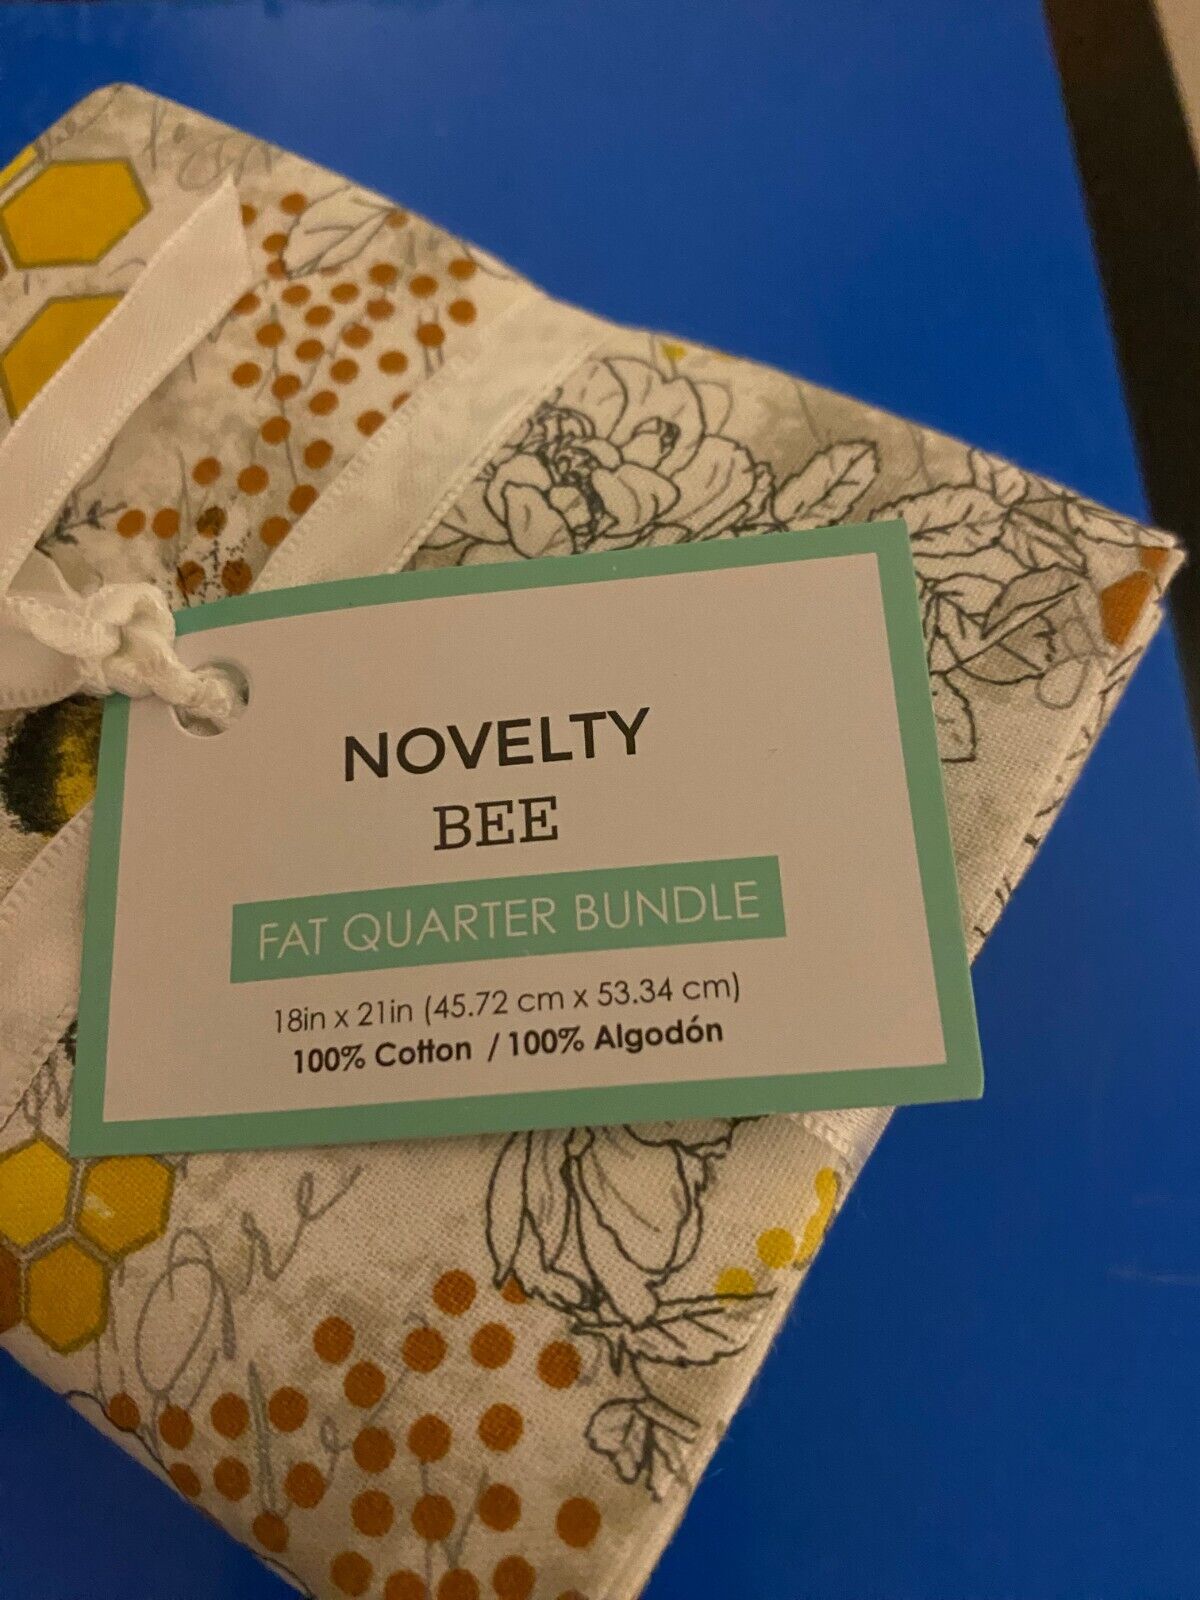 NOVELTY
BEE
FAT QUARTER BUNDLE
18in x 21in (45.72 cm x 53.34 cm)
100% Cotton / 100% Algodón